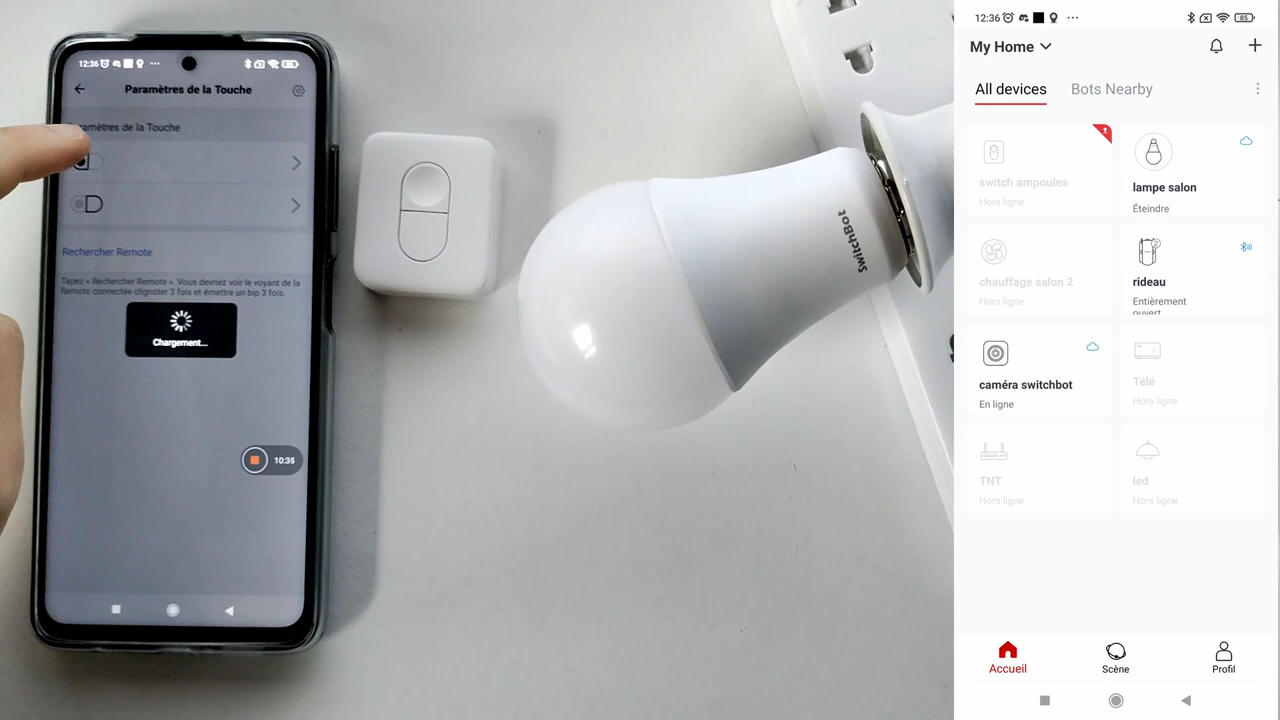 12:36
Paramètres de la Touche
amètres de la Touche
Rechercher Remote
Tapez « Rechercher Remote ». Vous devriez voir le voyant de la
Remote connectée clignoter 3 fois et émettre un bip 3 fois.
Chargement...
10:35
SwitchBot
12:36
85
My Home
All devices
Bots Nearby
switch ampoules
Hors ligne
lampe salon
Éteindre
chauffage salon 2
Hors ligne
rideau
Entièrement
ouvert
caméra switchbot
En ligne
Télé
Hors ligne
TNT
Hors ligne
led
Hors ligne
Accueil
Scène
Profil